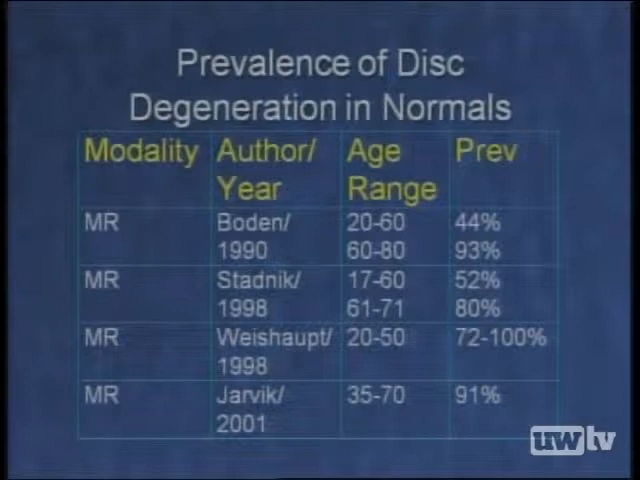 Prevalence of Disc
Degeneration in Normals
Modality Author/ Age Prev
Year Range
MR Boden/ 20-60 44%
1990 60-80 93%
MR Stadnik/ 17-60 52%
1998 61-71 80%
MR Weishaupt/ 20-50 72-100%
1998
MR Jarvik/ 35-70 91%
2001
uwtv